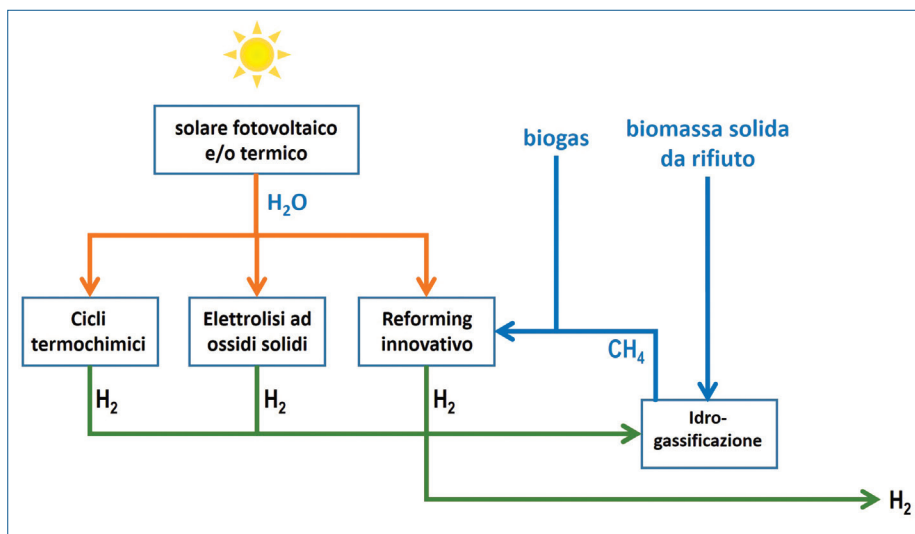 solare fotovoltaico
e/o termico
biogas
biomassa solida
da rifiuto
H₂O
Cicli
termochimici
Elettrolisi ad
ossidi solidi
Reforming
innovativo
CH₄
H₂
H₂
H₂
Idro-
gassificazione
H₂